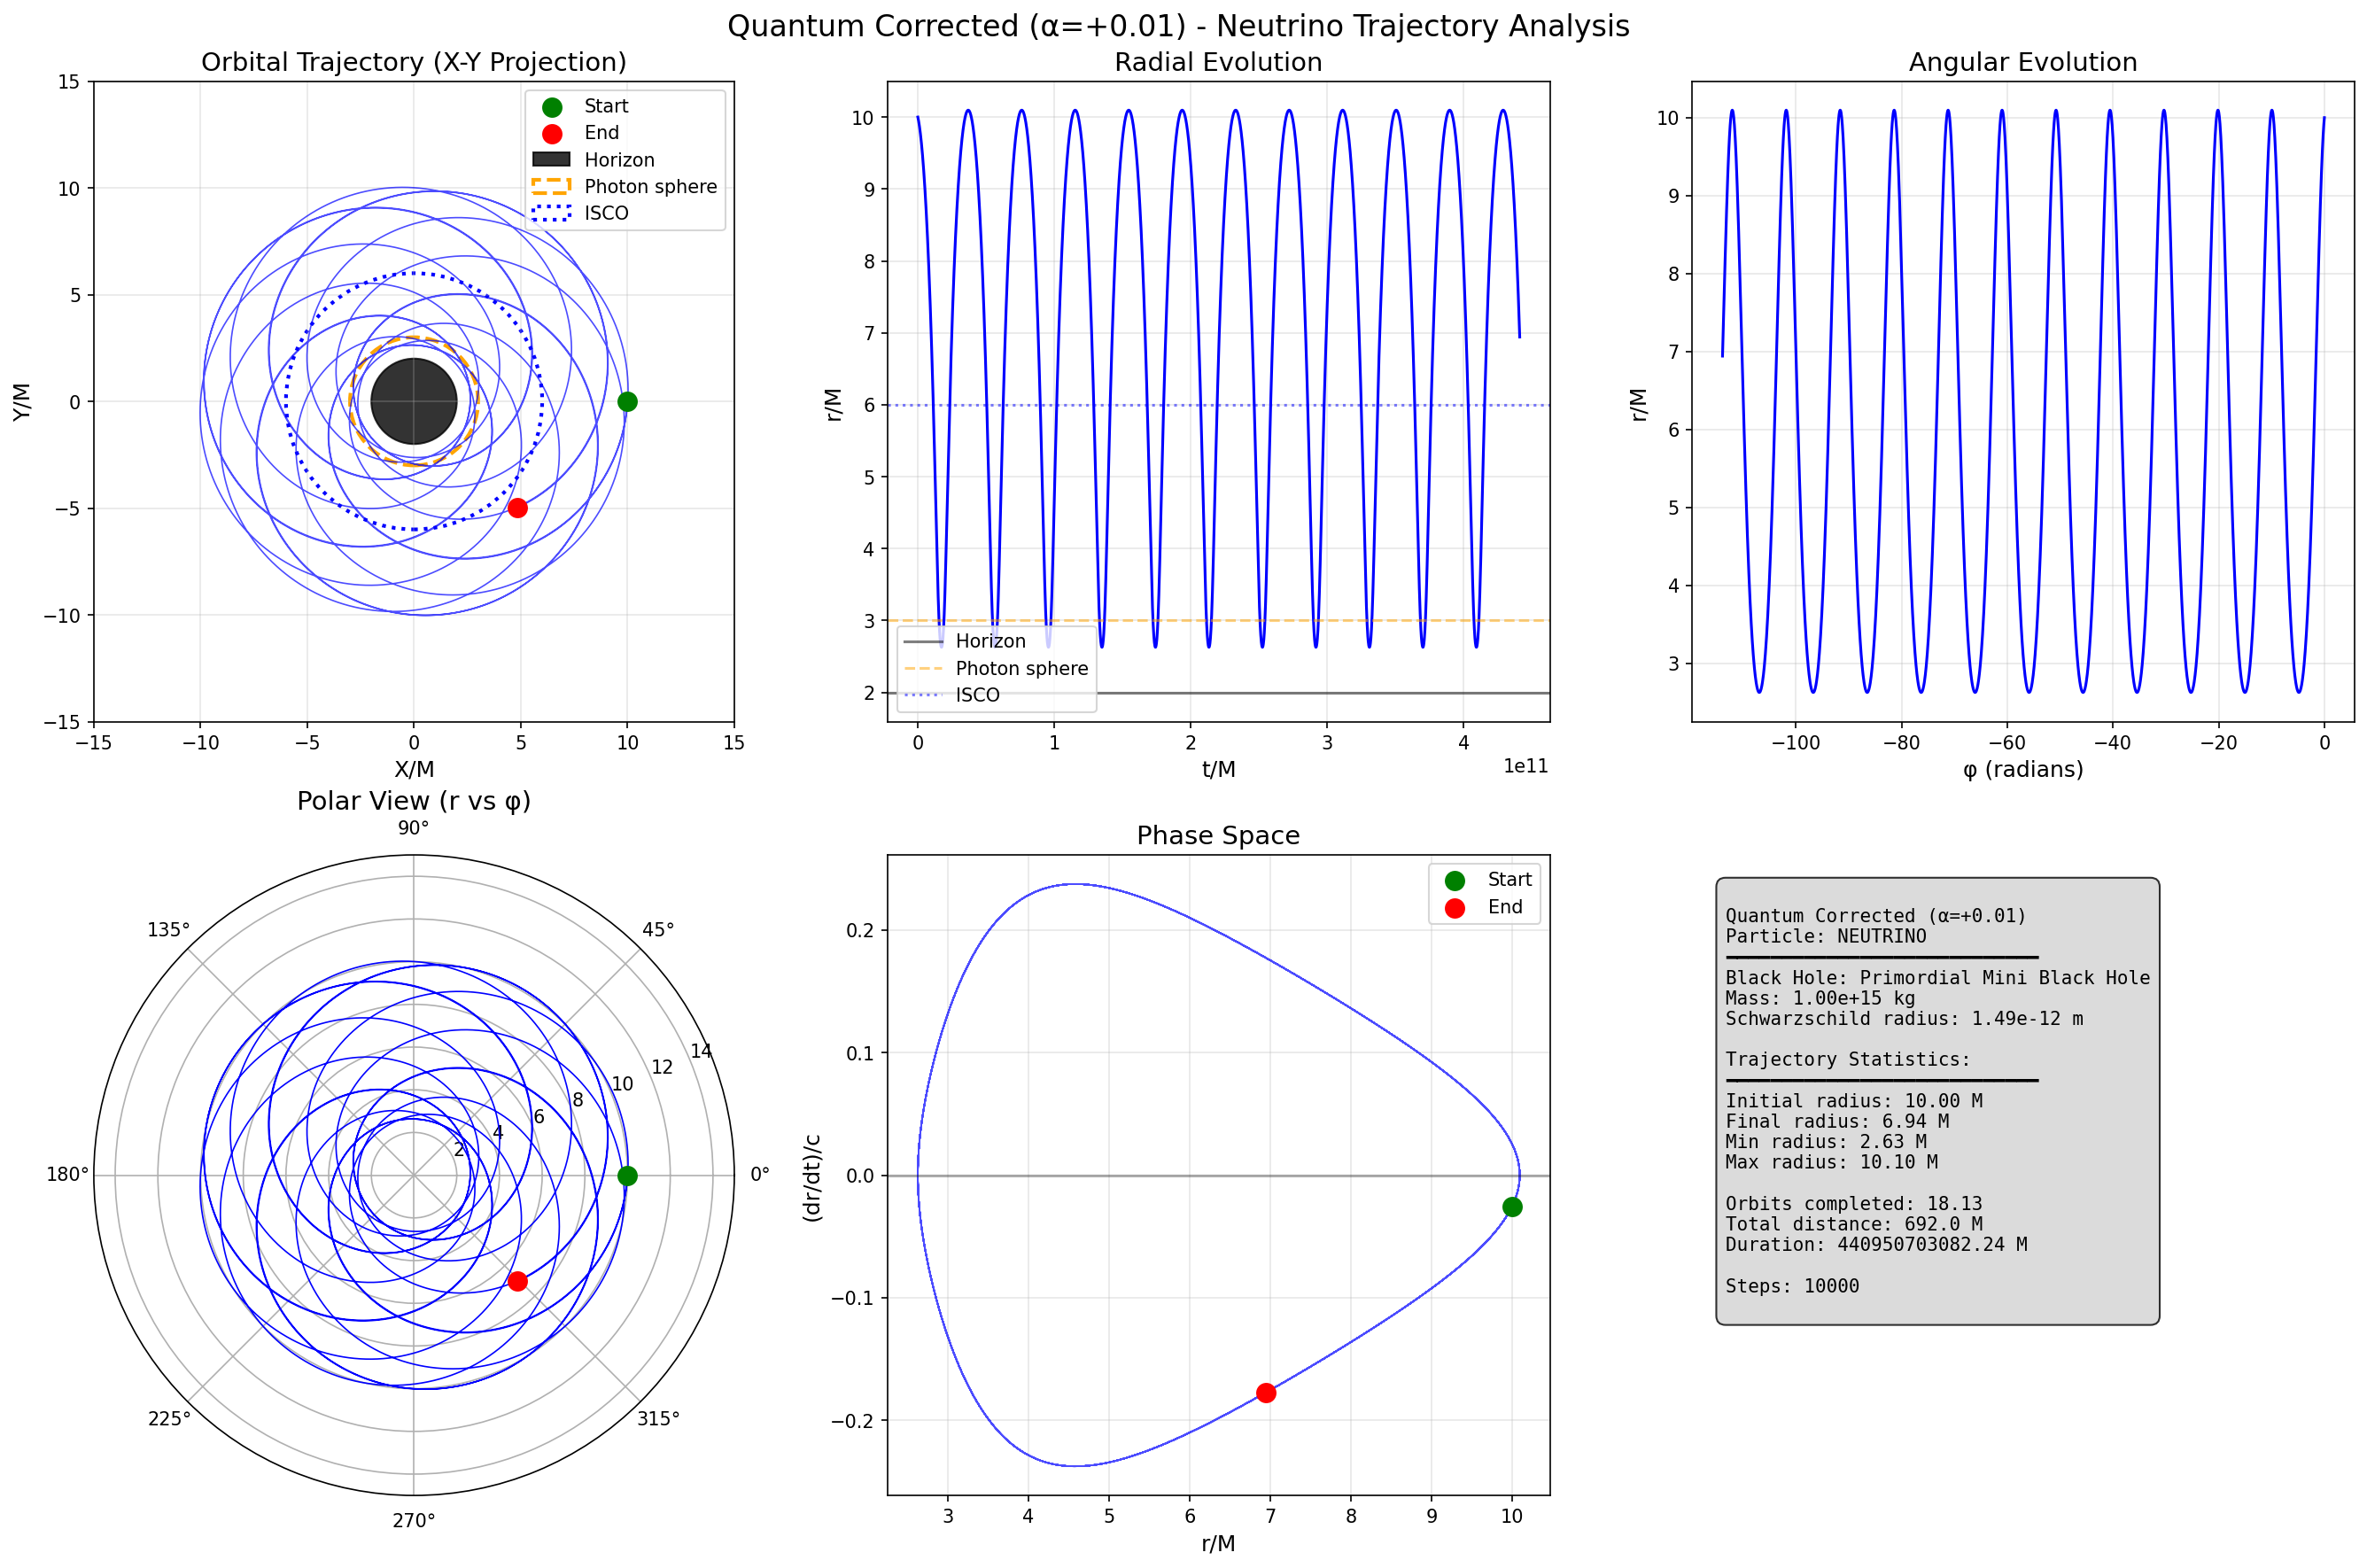 Quantum Corrected (α=+0.01) - Neutrino Trajectory Analysis
Orbital Trajectory (X-Y Projection)
15
10
5
0
−5
−10
−15
−15
−10
−5
0
5
10
15
Y/M
X/M
Start
End
Horizon
Photon sphere
ISCO
Radial Evolution
10
9
8
7
6
5
4
3
2
0
1
2
3
4
1e11
r/M
t/M
Horizon
Photon sphere
ISCO
Angular Evolution
10
9
8
7
6
5
4
3
−100
−80
−60
−40
−20
0
r/M
φ (radians)
Polar View (r vs φ)
90°
135°
45°
180°
0°
225°
315°
270°
2
4
6
8
10
12
14
Phase Space
0.2
0.1
0.0
−0.1
−0.2
3
4
5
6
7
8
9
10
(dr/dt)/c
r/M
Start
End
Quantum Corrected (α=+0.01)
Particle: NEUTRINO
Black Hole: Primordial Mini Black Hole
Mass: 1.00e+15 kg
Schwarzschild radius: 1.49e-12 m
Trajectory Statistics:
Initial radius: 10.00 M
Final radius: 6.94 M
Min radius: 2.63 M
Max radius: 10.10 M
Orbits completed: 18.13
Total distance: 692.0 M
Duration: 440950703082.24 M
Steps: 10000